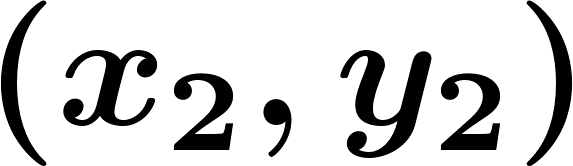 (x₂, y₂)